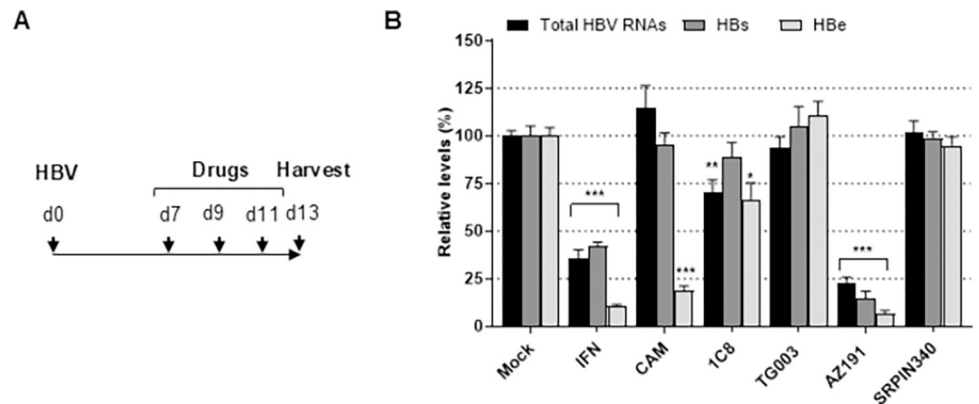 A
HBV
Drugs
Harvest
d0
d7
d9
d11
d13
B
Total HBV RNAs
HBs
HBe
Relative levels (%)
150
125
100
75
50
25
0
***
***
**
*
***
Mock
IFN
CAM
1C8
TG003
AZ191
SRPIN340